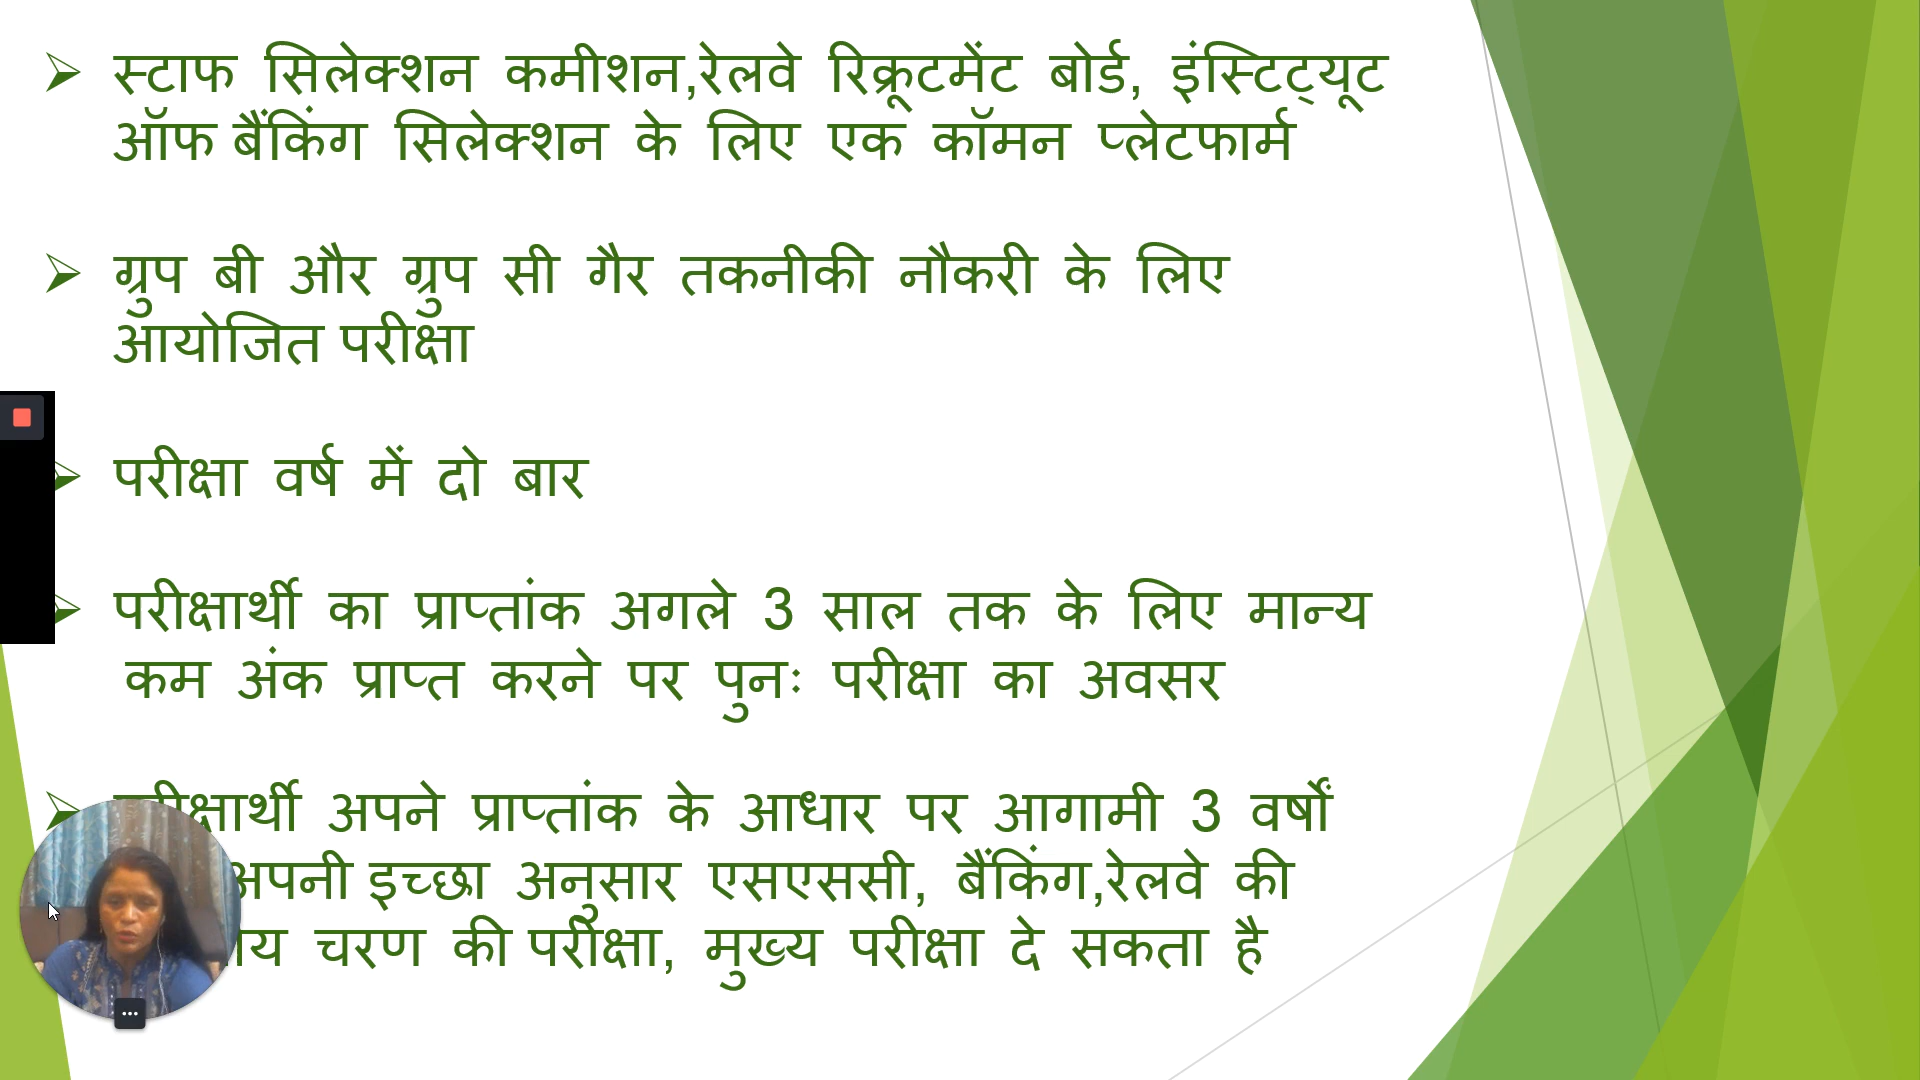 स्टाफ सिलेक्शन कमीशन,रेलवे रिक्रूटमेंट बोर्ड, इंस्टिट्यूट
ऑफ बैंकिंग सिलेक्शन के लिए एक कॉमन प्लेटफार्म
ग्रुप बी और ग्रुप सी गैर तकनीकी नौकरी के लिए
आयोजित परीक्षा
परीक्षा वर्ष में दो बार
परीक्षार्थी का प्राप्तांक अगले 3 साल तक के लिए मान्य
कम अंक प्राप्त करने पर पुनः परीक्षा का अवसर
परीक्षार्थी अपने प्राप्तांक के आधार पर आगामी 3 वर्षों
अपनी इच्छा अनुसार एसएससी, बैंकिंग,रेलवे की
चरण की परीक्षा, मुख्य परीक्षा दे सकता है